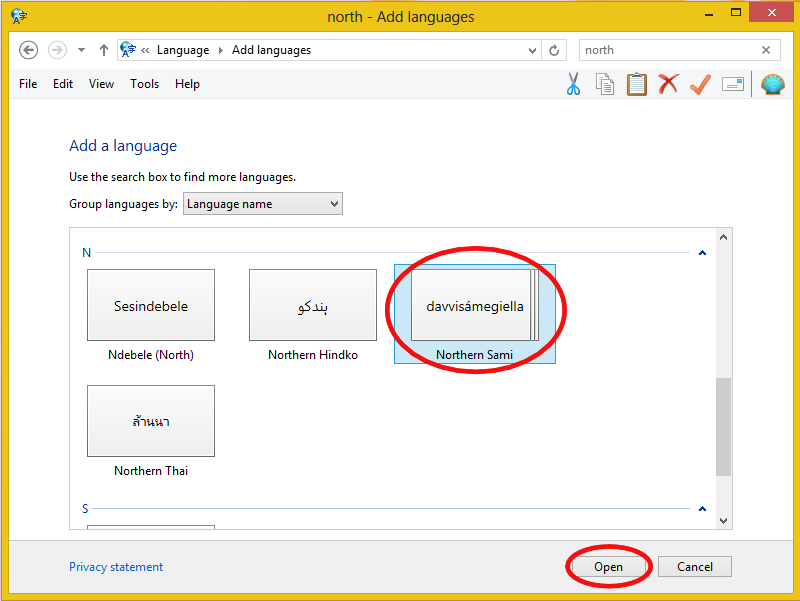 north - Add languages
« Language Add languages
north
File Edit View Tools Help
Add a language
Use the search box to find more languages.
Group languages by: Language name
N
Sesindebele
ہندکو
davvisámegiella
Ndebele (North)
Northern Hindko
Northern Sami
ล้านนา
Northern Thai
S
Privacy statement
Open
Cancel